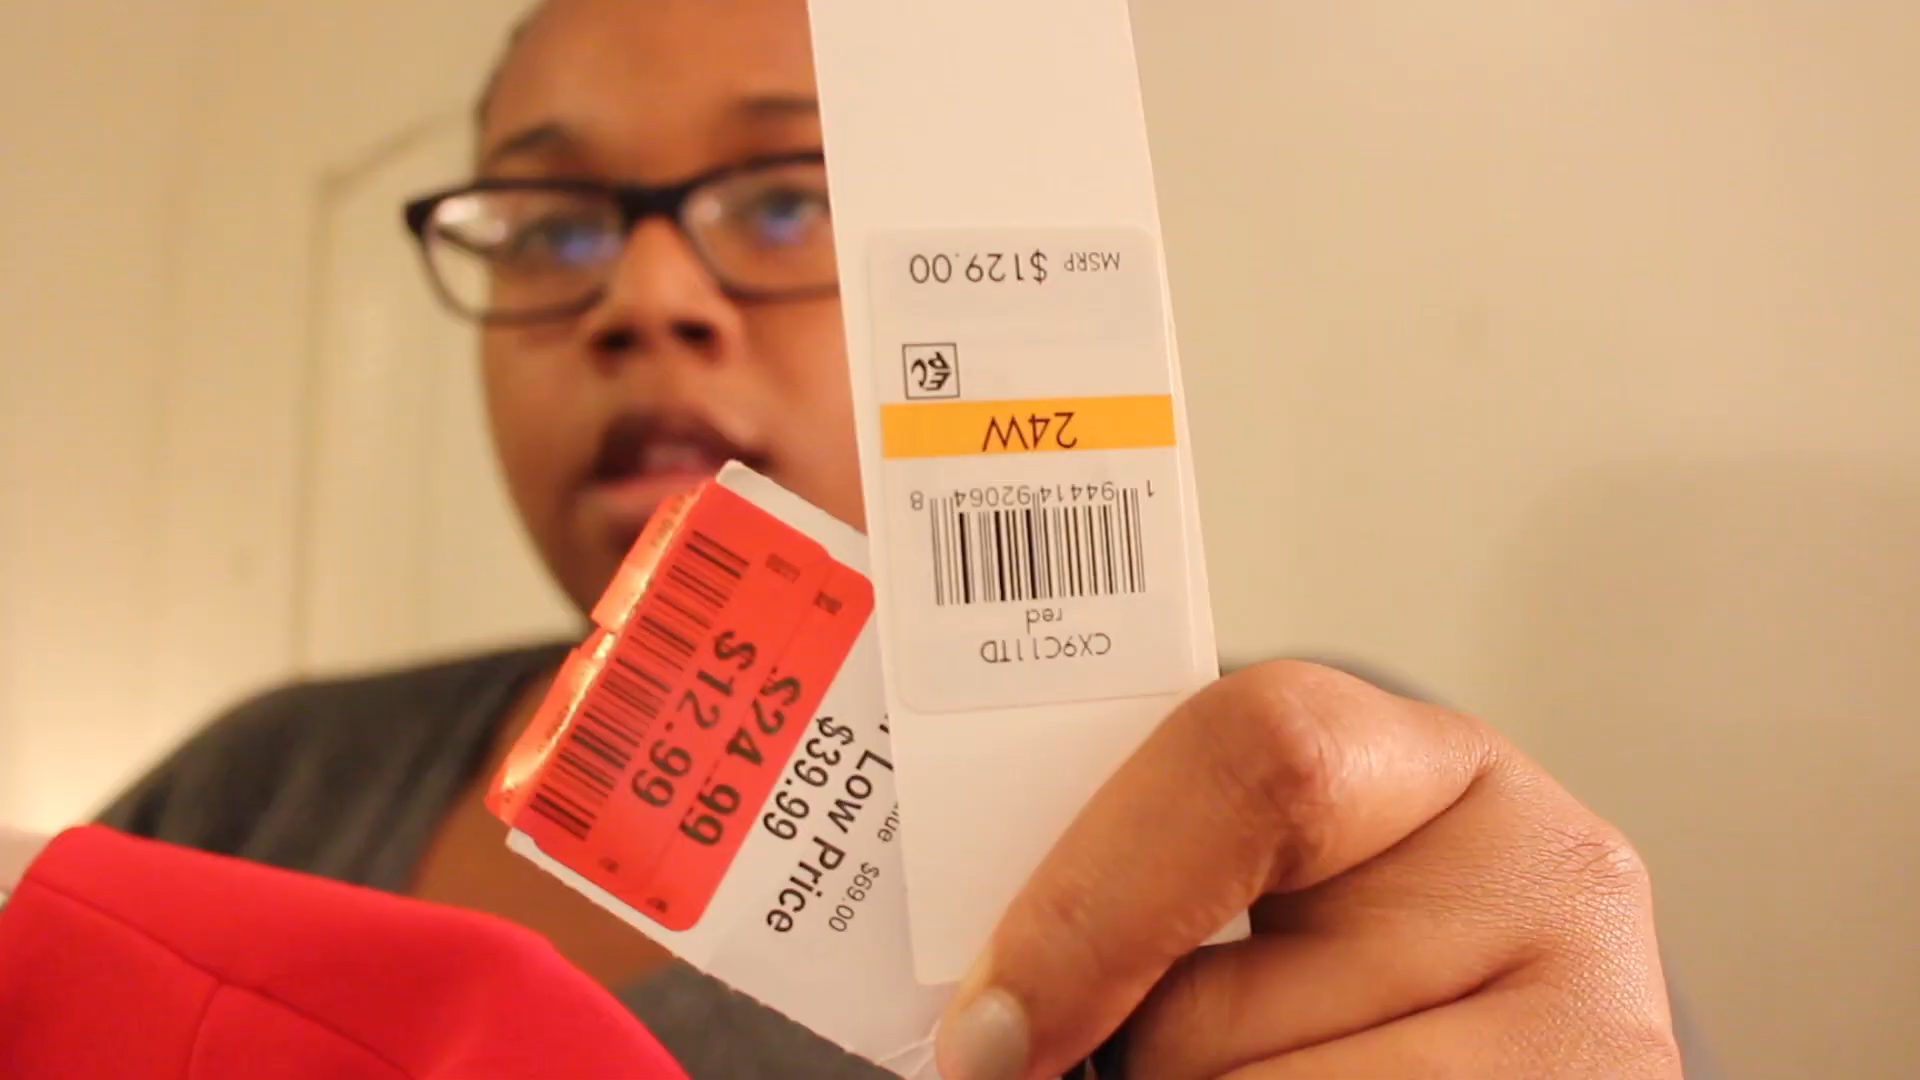 CX9C11TD
red
1 94414 92064 8
24W
EPC
MSRP $129.00
$69.00
Low Price
$39.99
$24.99
$12.99